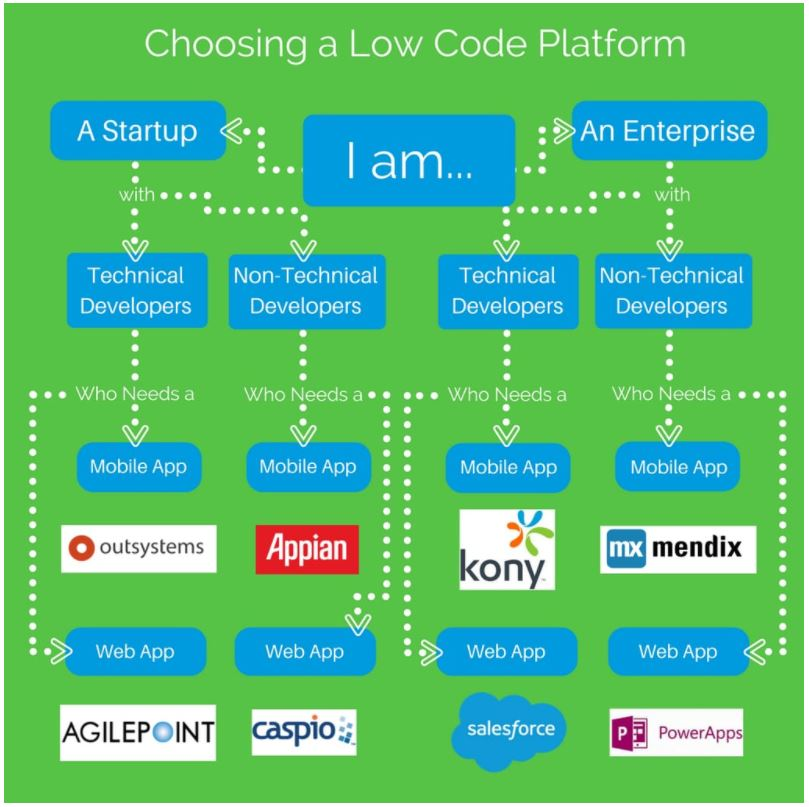 Choosing a Low Code Platform
A Startup
I am...
An Enterprise
with
with
Technical
Developers
Non-Technical
Developers
Technical
Developers
Non-Technical
Developers
Who Needs a
Who Needs a
Who Needs a
Who Needs a
Mobile App
Mobile App
Mobile App
Mobile App
outsystems
Appian
kony
mx mendix
Web App
Web App
Web App
Web App
AGILEPOINT
caspio
salesforce
P PowerApps